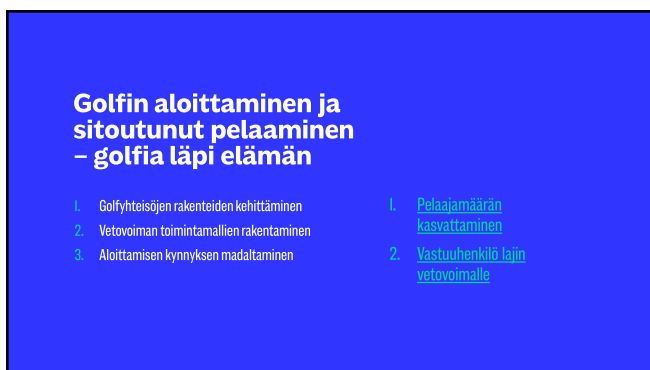 Golfin aloittaminen ja
sitoutunut pelaaminen
– golfia läpi elämän
1. Golfyhteisöjen rakenteiden kehittäminen
2. Vetovoiman toimintamallien rakentaminen
3. Aloittamisen kynnyksen madaltaminen
1. Pelaajamäärän
kasvattaminen
2. Vastuuhenkilö lajin
vetovoimalle